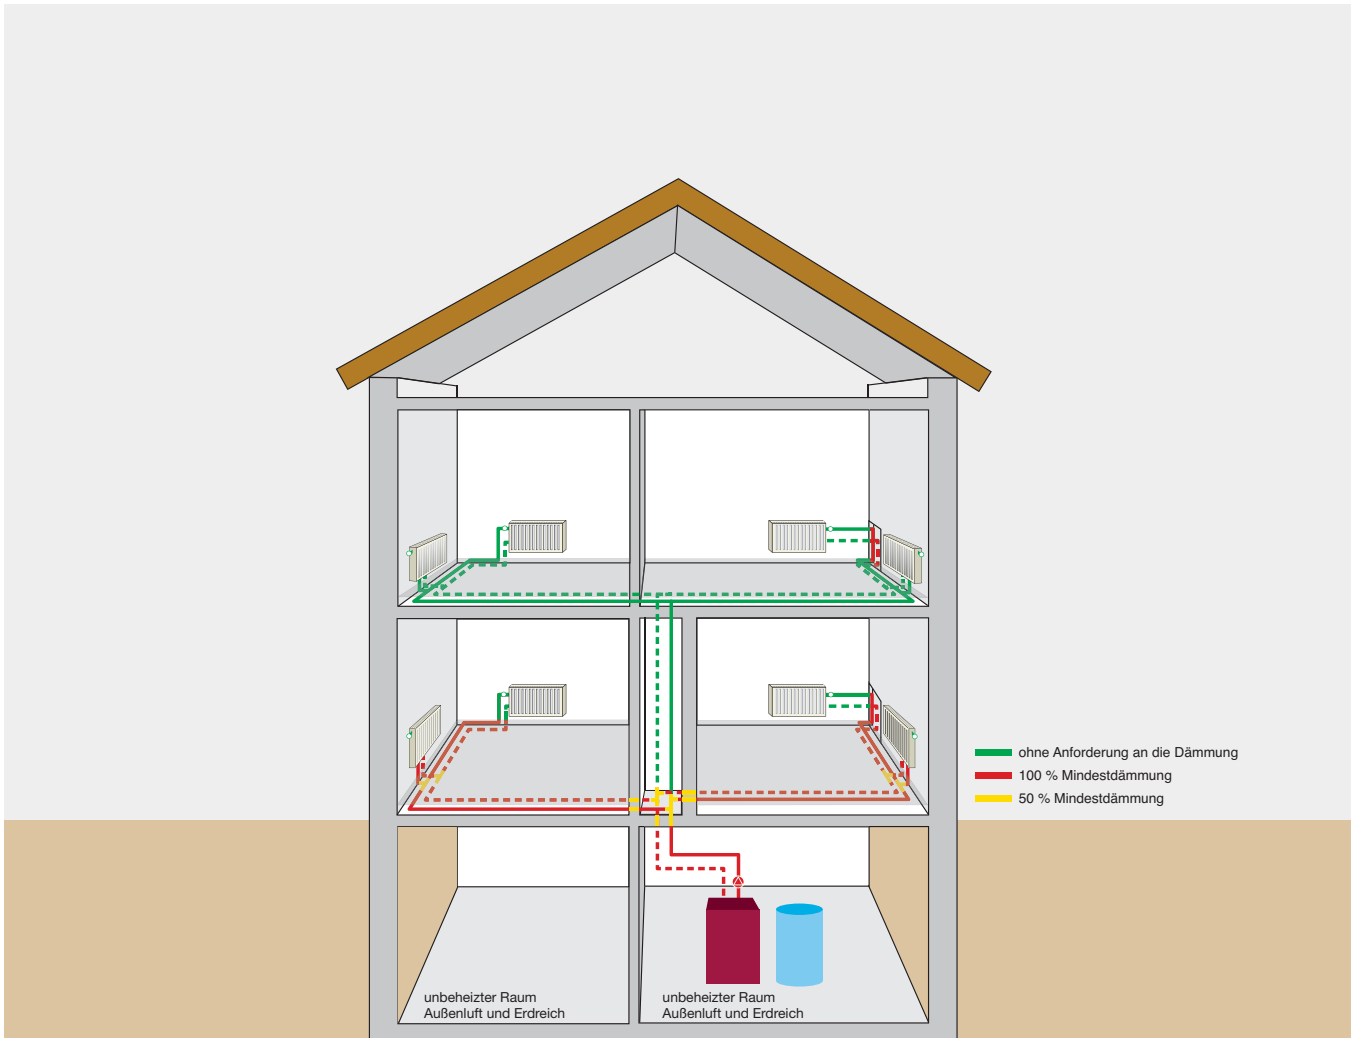 ohne Anforderung an die Dämmung
100 % Mindestdämmung
50 % Mindestdämmung
unbeheizter Raum
Außenluft und Erdreich
unbeheizter Raum
Außenluft und Erdreich